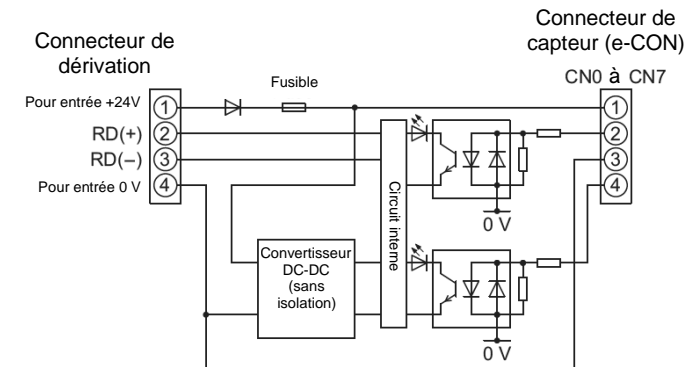 Connecteur de
capteur (e-CON)
Connecteur de
dérivation
CN0 à CN7
Fusible
Pour entrée +24V
1
1
RD(+)
2
2
RD(−)
3
3
Pour entrée 0 V
4
4
Circuit interne
0 V
Convertisseur
DC-DC
(sans
isolation)
0 V